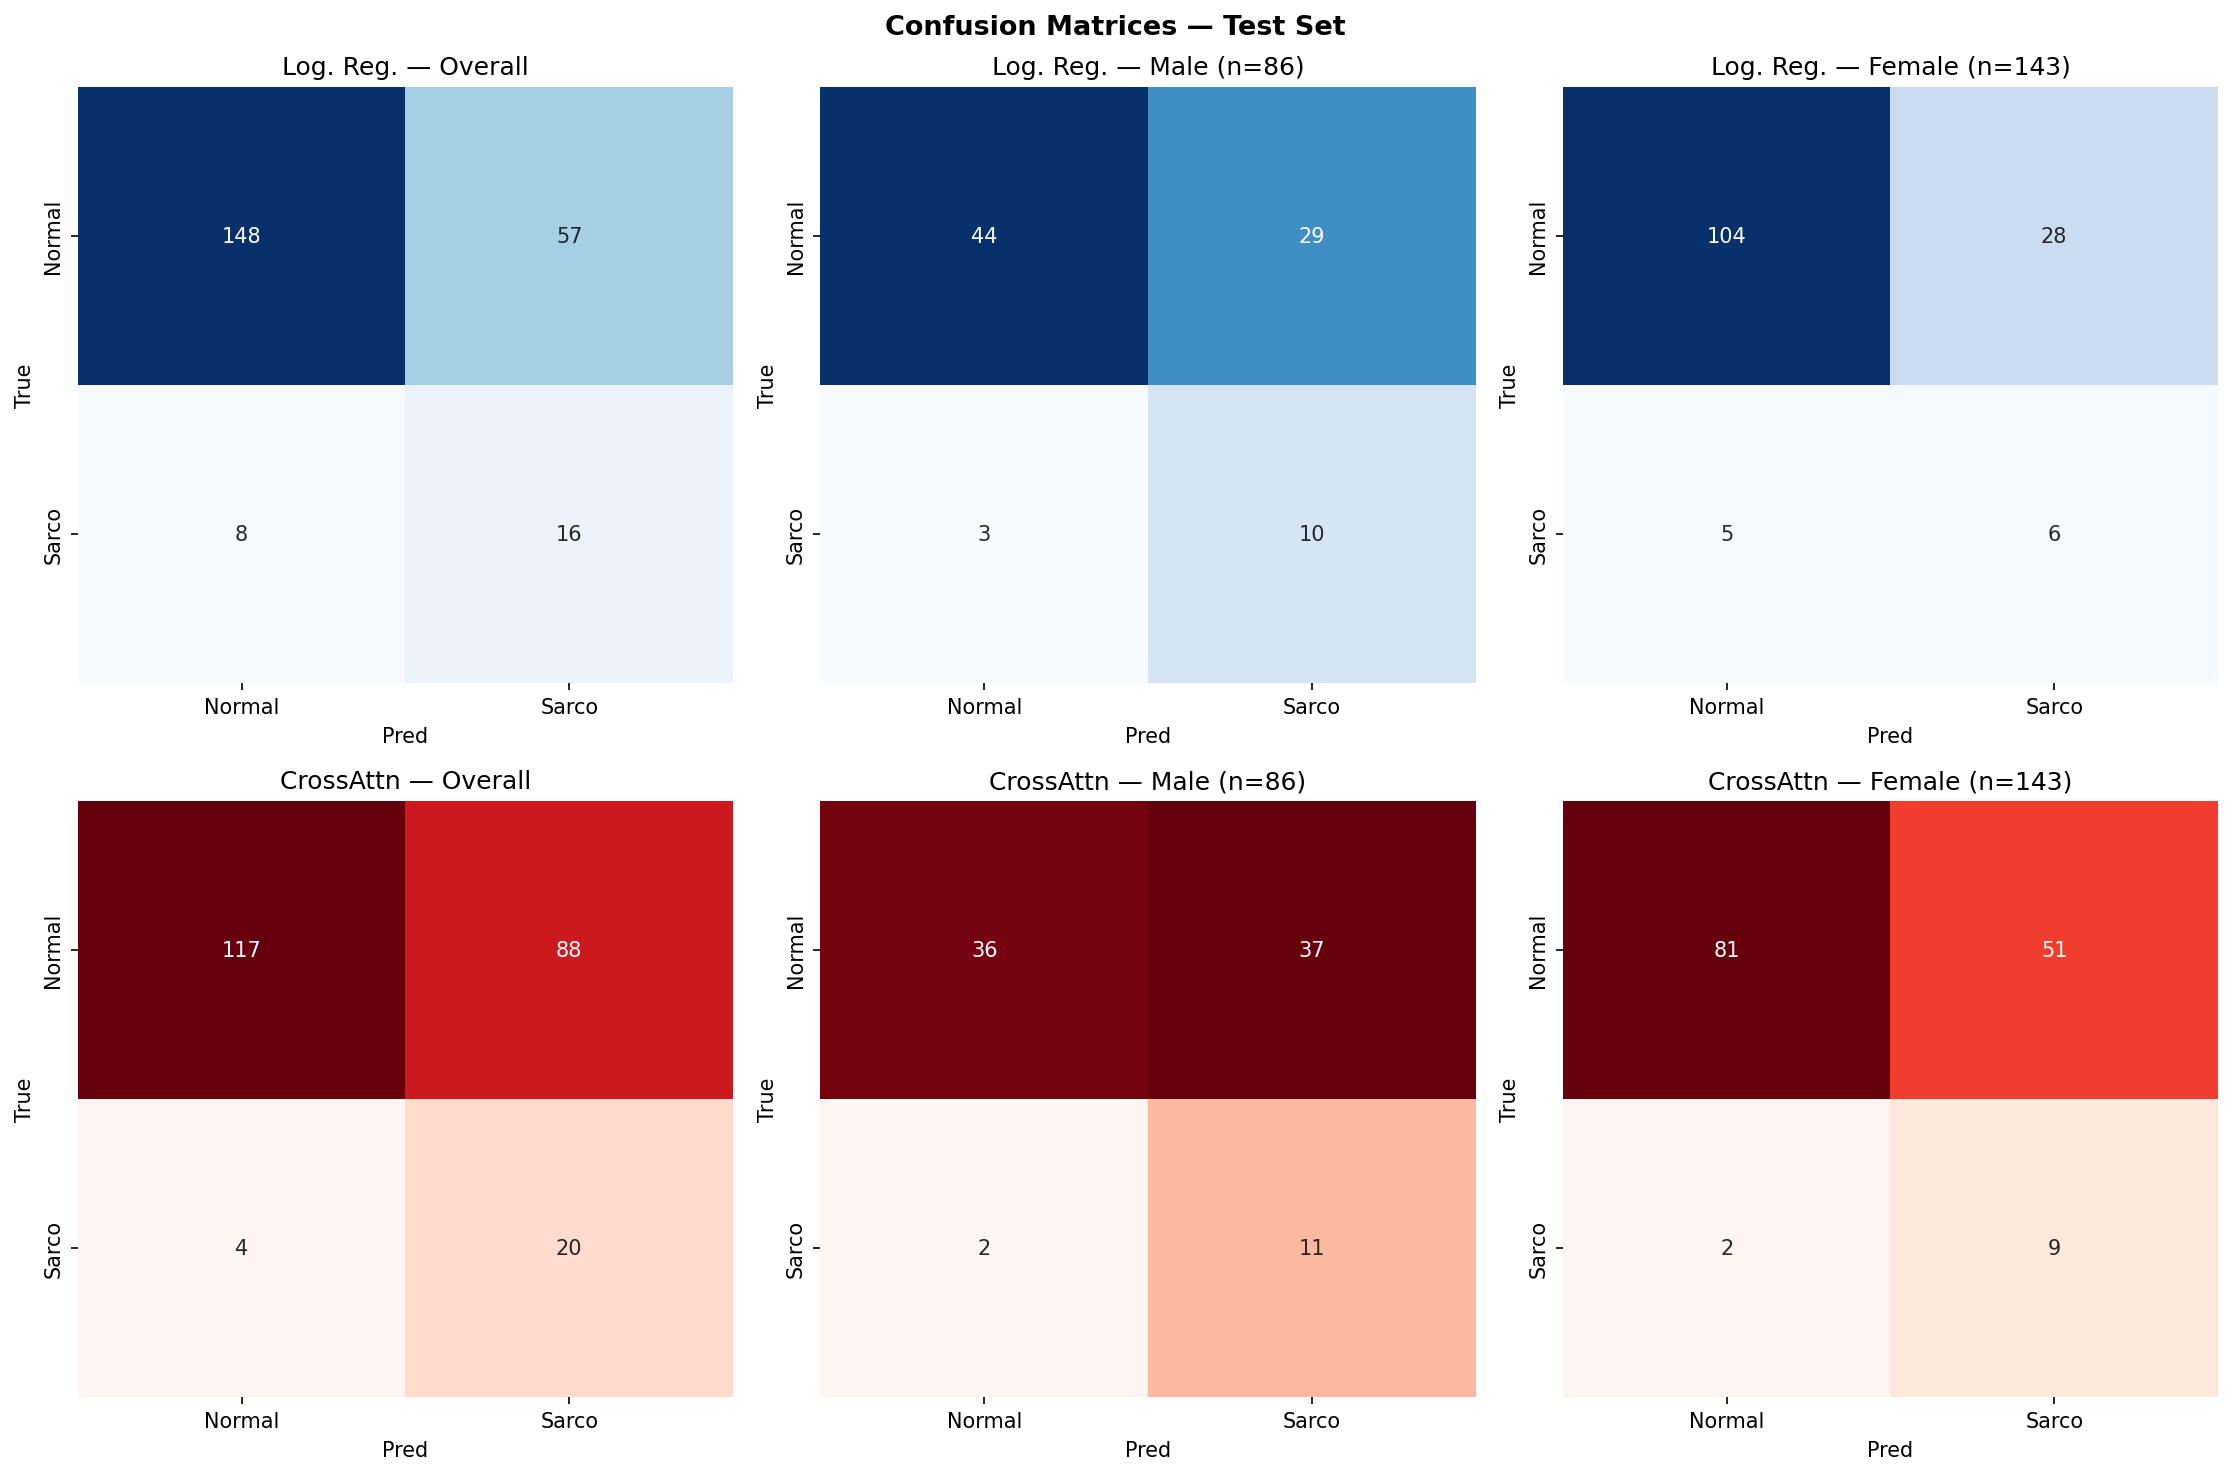 Confusion Matrices — Test Set
Log. Reg. — Overall
True
Normal
148
57
Sarco
8
16
Normal
Sarco
Pred
Log. Reg. — Male (n=86)
True
Normal
44
29
Sarco
3
10
Normal
Sarco
Pred
Log. Reg. — Female (n=143)
True
Normal
104
28
Sarco
5
6
Normal
Sarco
Pred
CrossAttn — Overall
True
Normal
117
88
Sarco
4
20
Normal
Sarco
Pred
CrossAttn — Male (n=86)
True
Normal
36
37
Sarco
2
11
Normal
Sarco
Pred
CrossAttn — Female (n=143)
True
Normal
81
51
Sarco
2
9
Normal
Sarco
Pred